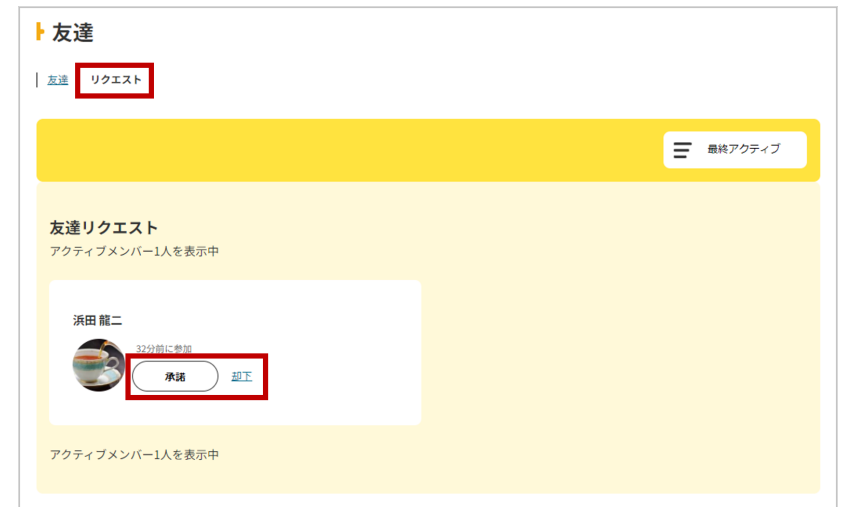 友達
友達 リクエスト
最終アクティブ
友達リクエスト
アクティブメンバー1人を表示中
浜田 龍二
32分前に参加
承諾 却下
アクティブメンバー1人を表示中